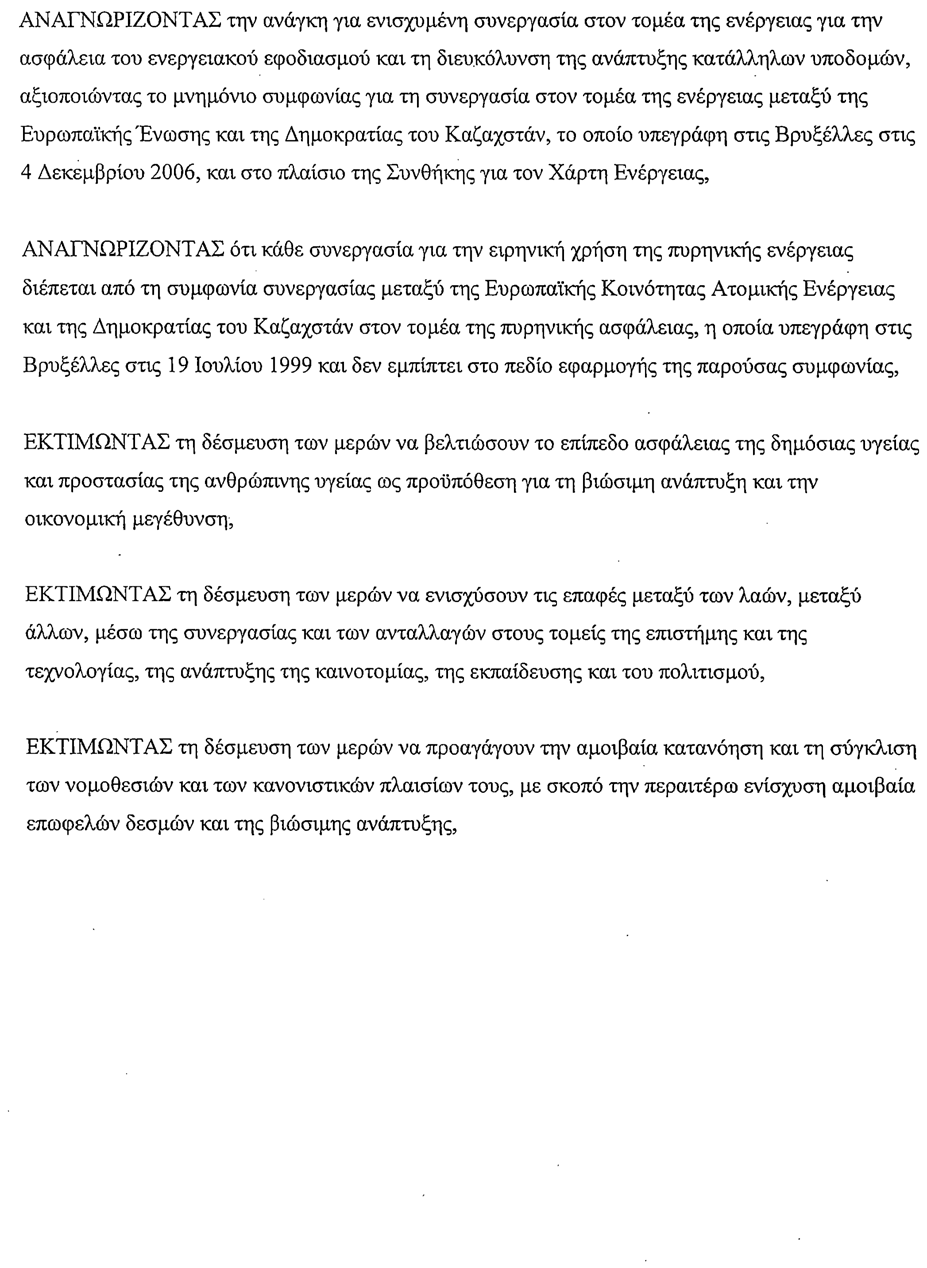 ΑΝΑΓΝΩΡΙΖΟΝΤΑΣ την ανάγκη για ενισχυμένη συνεργασία στον τομέα της ενέργειας για την
ασφάλεια του ενεργειακού εφοδιασμού και τη διευκόλυνση της ανάπτυξης κατάλληλων υποδομών,
αξιοποιώντας το μνημόνιο συμφωνίας για τη συνεργασία στον τομέα της ενέργειας μεταξύ της
Ευρωπαϊκής Ένωσης και της Δημοκρατίας του Καζαχστάν, το οποίο υπεγράφη στις Βρυξέλλες στις
4 Δεκεμβρίου 2006, και στο πλαίσιο της Συνθήκης για τον Χάρτη Ενέργειας,
ΑΝΑΓΝΩΡΙΖΟΝΤΑΣ ότι κάθε συνεργασία για την ειρηνική χρήση της πυρηνικής ενέργειας
διέπεται από τη συμφωνία συνεργασίας μεταξύ της Ευρωπαϊκής Κοινότητας Ατομικής Ενέργειας
και της Δημοκρατίας του Καζαχστάν στον τομέα της πυρηνικής ασφάλειας, η οποία υπεγράφη στις
Βρυξέλλες στις 19 Ιουλίου 1999 και δεν εμπίπτει στο πεδίο εφαρμογής της παρούσας συμφωνίας,
ΕΚΤΙΜΩΝΤΑΣ τη δέσμευση των μερών να βελτιώσουν το επίπεδο ασφάλειας της δημόσιας υγείας
και προστασίας της ανθρώπινης υγείας ως προϋπόθεση για τη βιώσιμη ανάπτυξη και την
οικονομική μεγέθυνση,
ΕΚΤΙΜΩΝΤΑΣ τη δέσμευση των μερών να ενισχύσουν τις επαφές μεταξύ των λαών, μεταξύ
άλλων, μέσω της συνεργασίας και των ανταλλαγών στους τομείς της επιστήμης και της
τεχνολογίας, της ανάπτυξης της καινοτομίας, της εκπαίδευσης και του πολιτισμού,
ΕΚΤΙΜΩΝΤΑΣ τη δέσμευση των μερών να προαγάγουν την αμοιβαία κατανόηση και τη σύγκλιση
των νομοθεσιών και των κανονιστικών πλαισίων τους, με σκοπό την περαιτέρω ενίσχυση αμοιβαία
επωφελών δεσμών και της βιώσιμης ανάπτυξης,